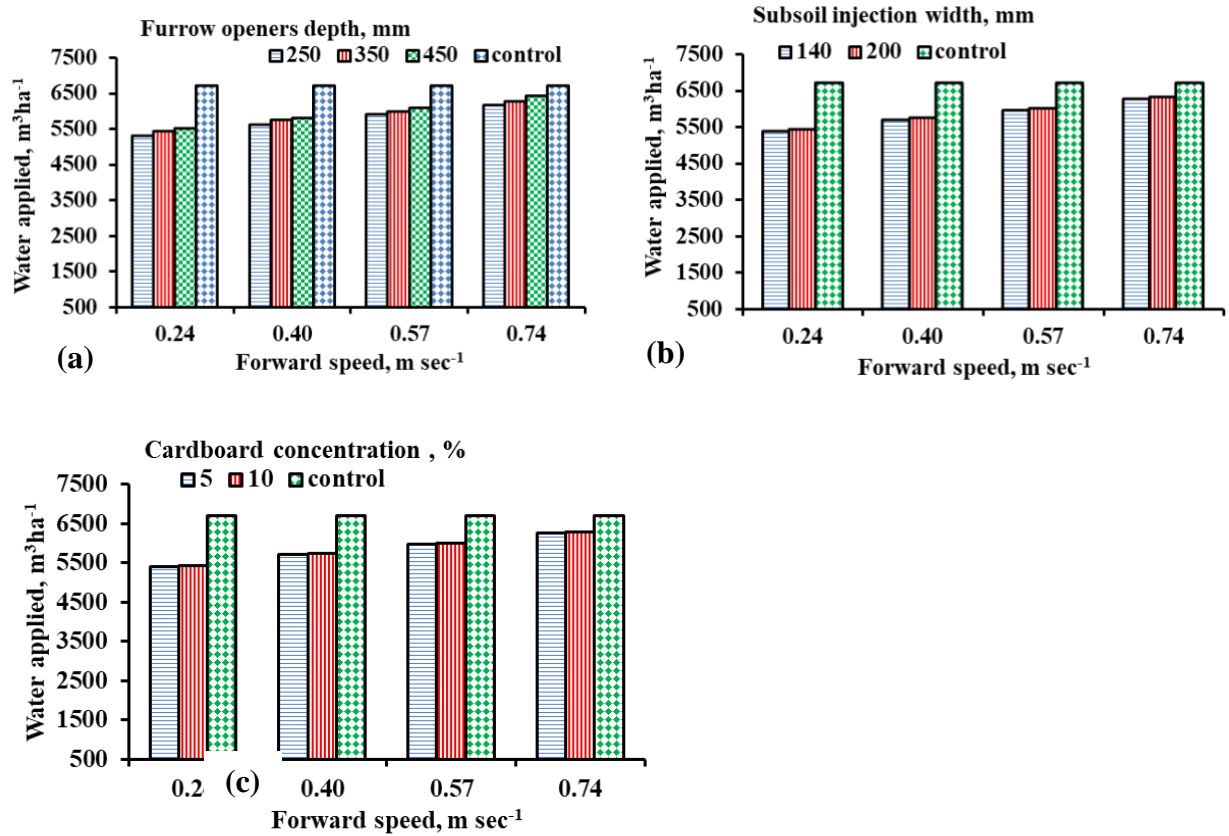 Furrow openers depth, mm
250 350 450 control
Water applied, m³ha⁻¹
7500
6500
5500
4500
3500
2500
1500
500
0.24 0.40 0.57 0.74
Forward speed, m sec⁻¹
(a)
Subsoil injection width, mm
140 200 control
Water applied, m³ha⁻¹
7500
6500
5500
4500
3500
2500
1500
500
0.24 0.40 0.57 0.74
Forward speed, m sec⁻¹
(b)
Cardboard concentration , %
5 10 control
Water applied, m³ha⁻¹
7500
6500
5500
4500
3500
2500
1500
500
0.2 0.40 0.57 0.74
(c)
Forward speed, m sec⁻¹